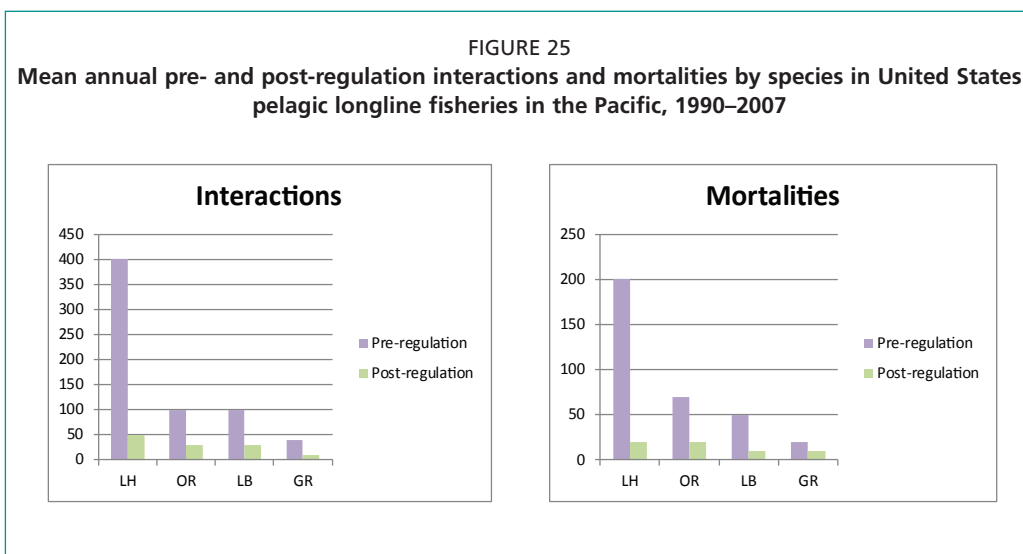 FIGURE 25
Mean annual pre- and post-regulation interactions and mortalities by species in United States
pelagic longline fisheries in the Pacific, 1990–2007
Interactions
450
400
350
300
250
200
150
100
50
0
LH OR LB GR
Pre-regulation
Post-regulation
Mortalities
250
200
150
100
50
0
LH OR LB GR
Pre-regulation
Post-regulation